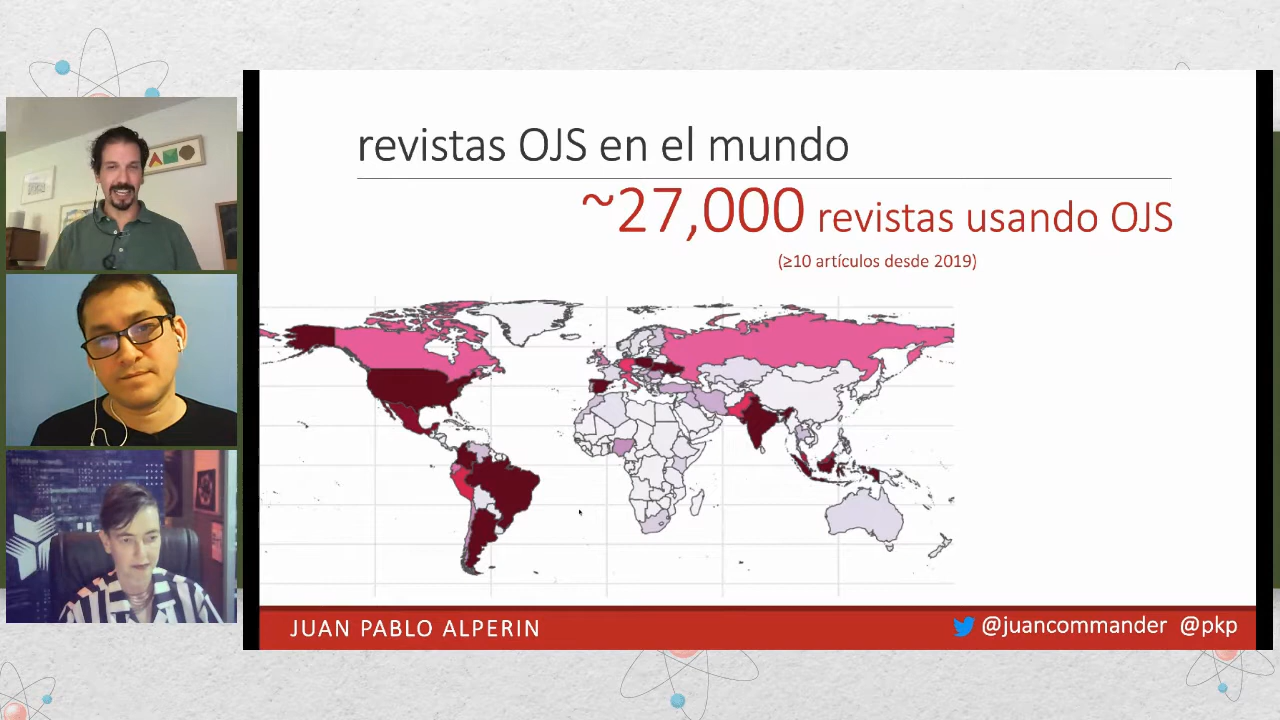 revistas OJS en el mundo
~27,000 revistas usando OJS
(≥10 artículos desde 2019)
JUAN PABLO ALPERIN
@juancommander @pkp